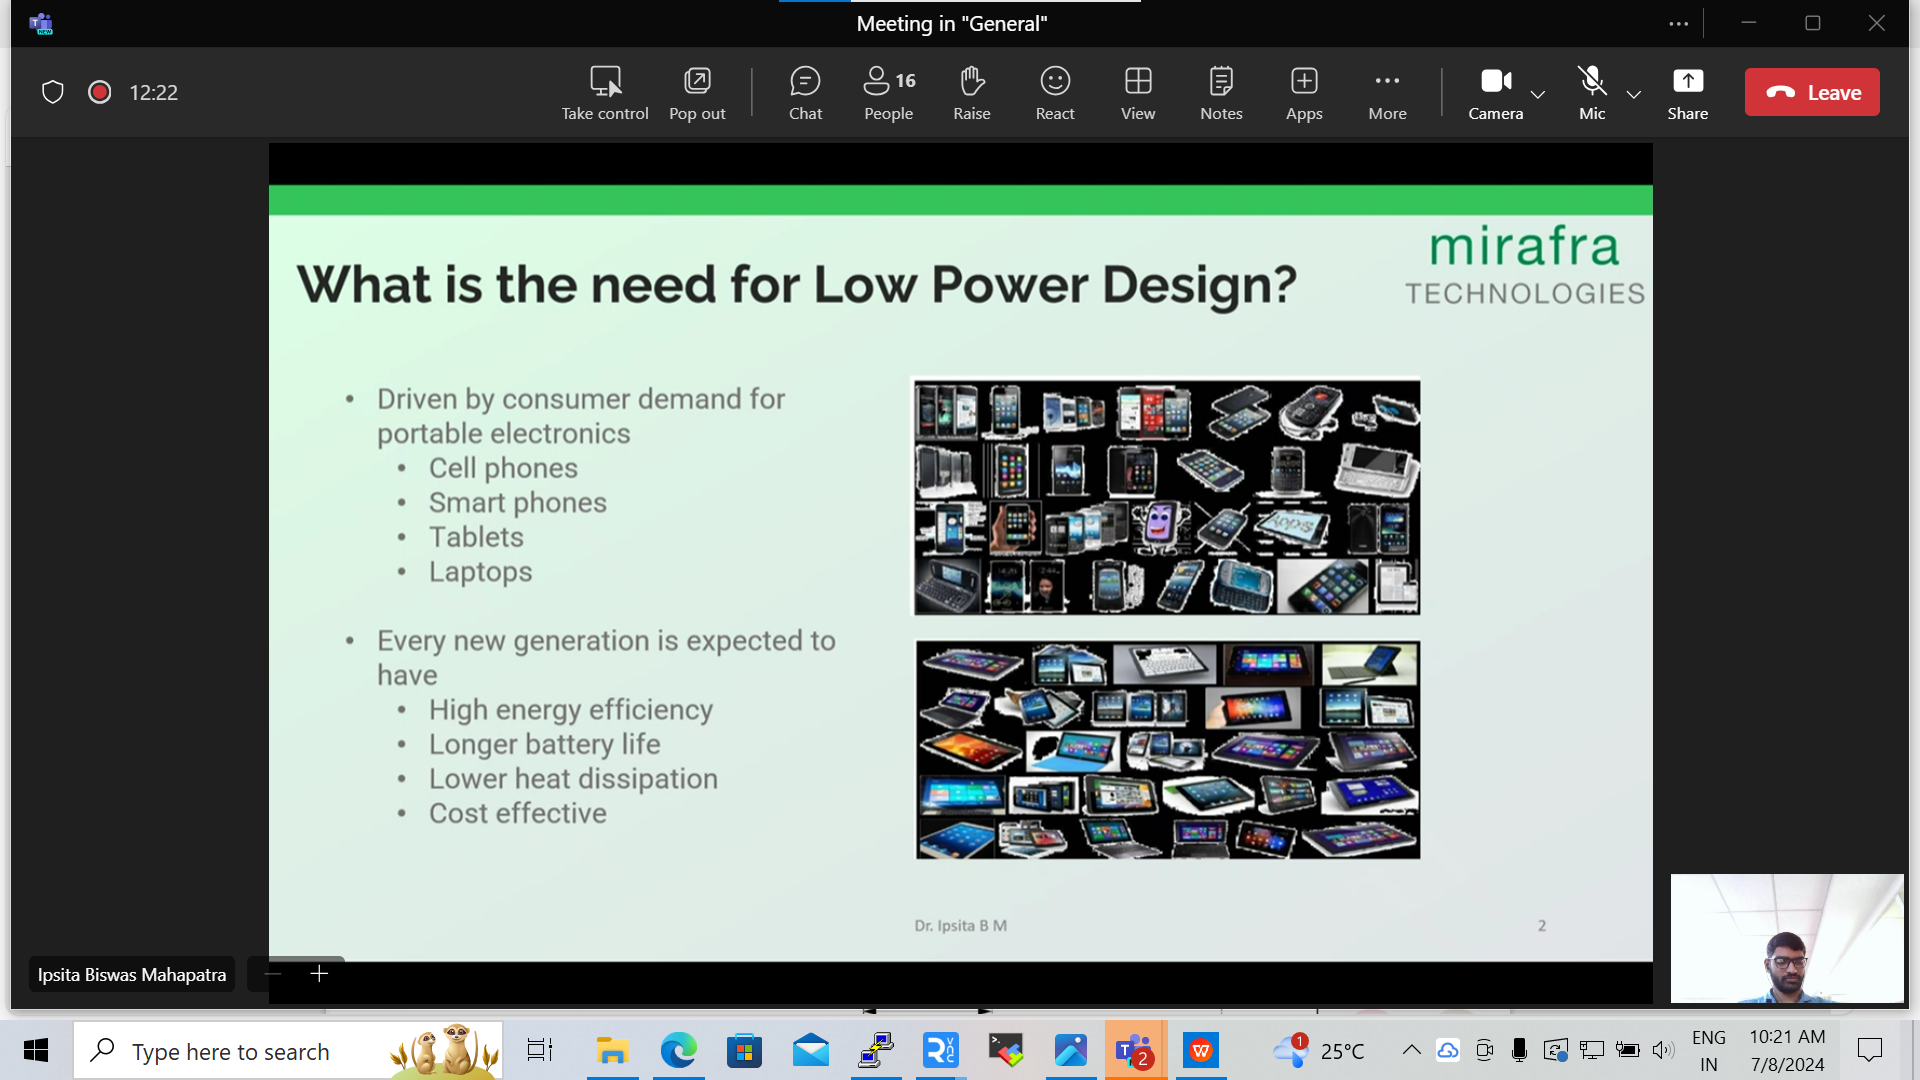 Meeting in "General"
12:22
Take control
Pop out
Chat
16
People
Raise
React
View
Notes
Apps
More
Camera
Mic
Share
Leave
mirafra
TECHNOLOGIES
What is the need for Low Power Design?
• Driven by consumer demand for
portable electronics
• Cell phones
• Smart phones
• Tablets
• Laptops
• Every new generation is expected to
have
• High energy efficiency
• Longer battery life
• Lower heat dissipation
• Cost effective
APPS
Dr. Ipsita B M
2
Ipsita Biswas Mahapatra
Type here to search
2
1
25°C
ENG
IN
10:21 AM
7/8/2024